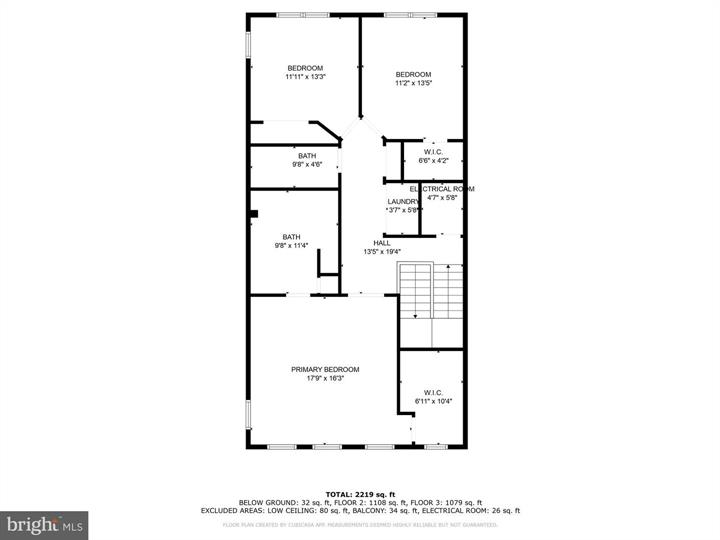 BEDROOM
11'11" x 13'3"
BEDROOM
11'2" x 13'5"
BATH
9'8" x 4'6"
W.I.C.
6'6" x 4'2"
ELECTRICAL ROOM
4'7" x 5'8"
LAUNDRY
3'7" x 5'8"
BATH
9'8" x 11'4"
HALL
13'5" x 19'4"
PRIMARY BEDROOM
17'9" x 16'3"
W.I.C.
6'11" x 10'4"
TOTAL: 2219 sq. ft
BELOW GROUND: 32 sq. ft, FLOOR 2: 1108 sq. ft, FLOOR 3: 1079 sq. ft
EXCLUDED AREAS: LOW CEILING: 80 sq. ft, BALCONY: 34 sq. ft, ELECTRICAL ROOM: 26 sq. ft
FLOOR PLAN CREATED BY CUBICASA APP. MEASUREMENTS DEEMED HIGHLY RELIABLE BUT NOT GUARANTEED.
bright MLS